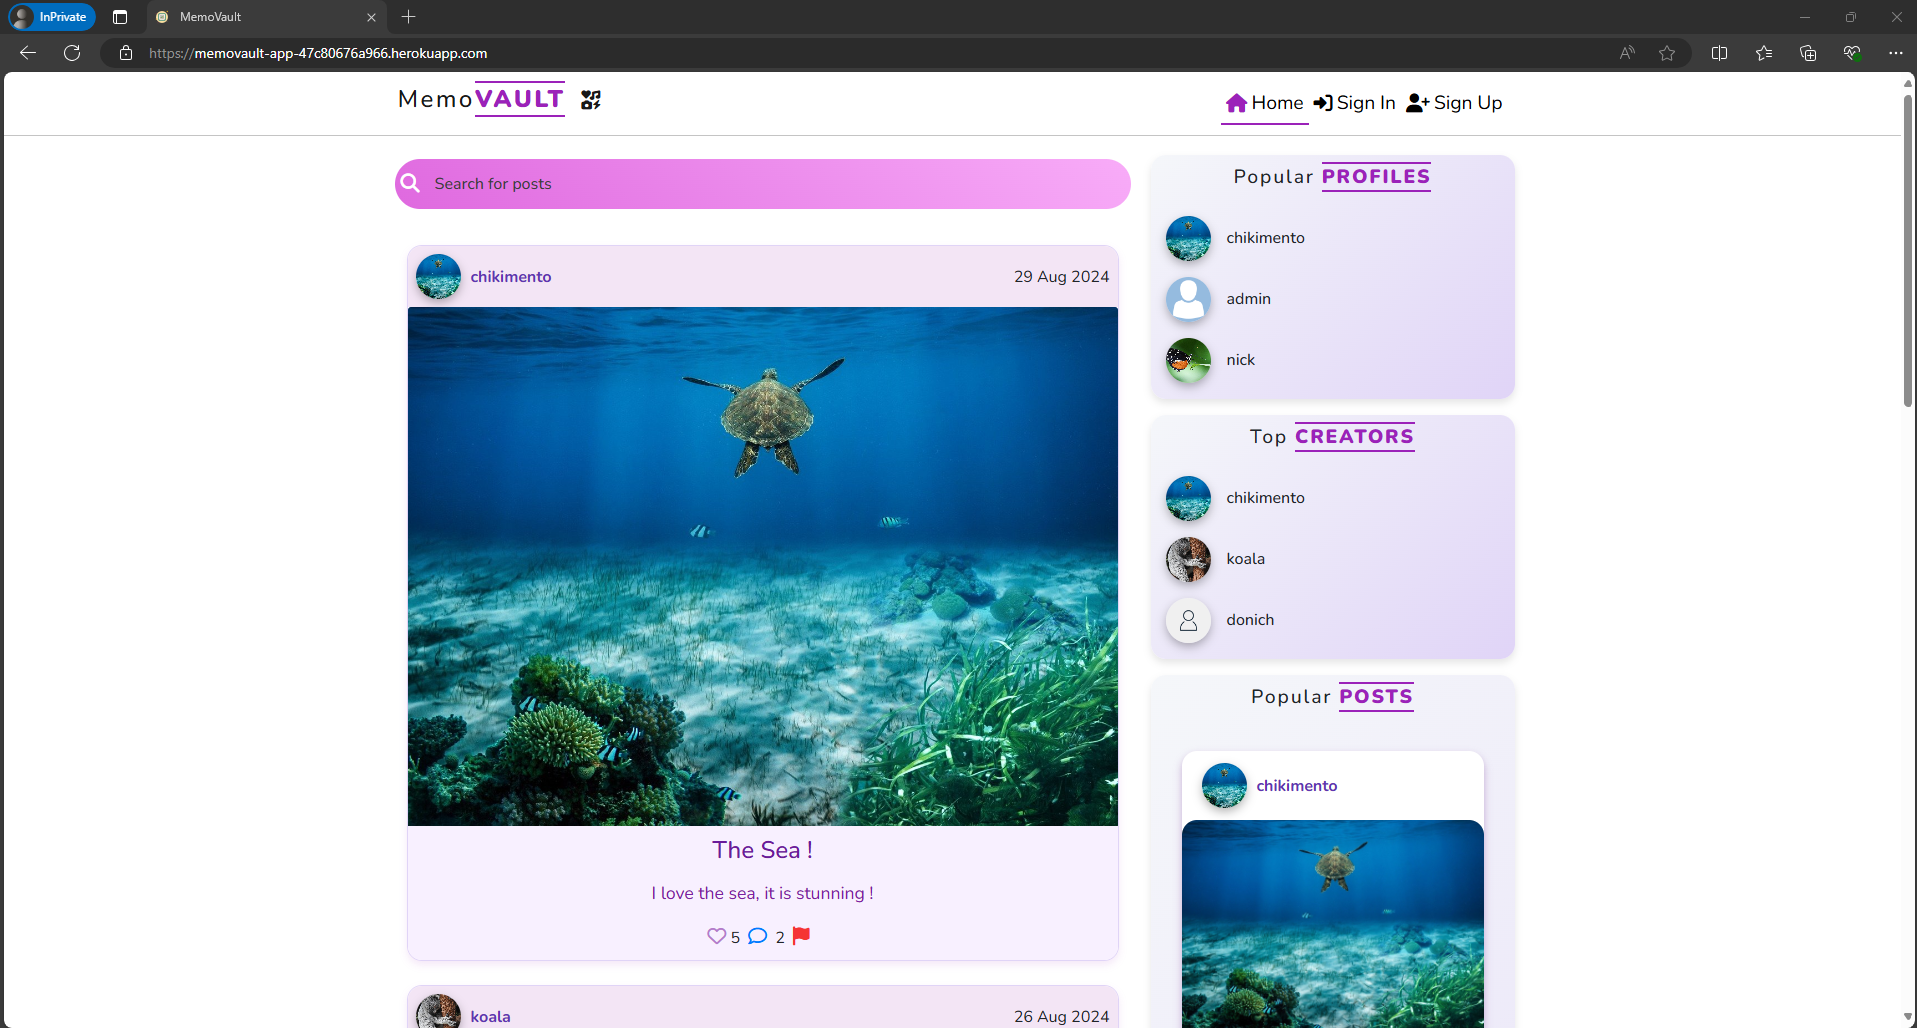 InPrivate
MemoVault
https://memovault-app-47c80676a966.herokuapp.com
MemoVAULT
Home Sign In Sign Up
Search for posts
chikimento 29 Aug 2024
The Sea !
I love the sea, it is stunning !
5 2
koala 26 Aug 2024
Popular PROFILES
chikimento
admin
nick
Top CREATORS
chikimento
koala
donich
Popular POSTS
chikimento